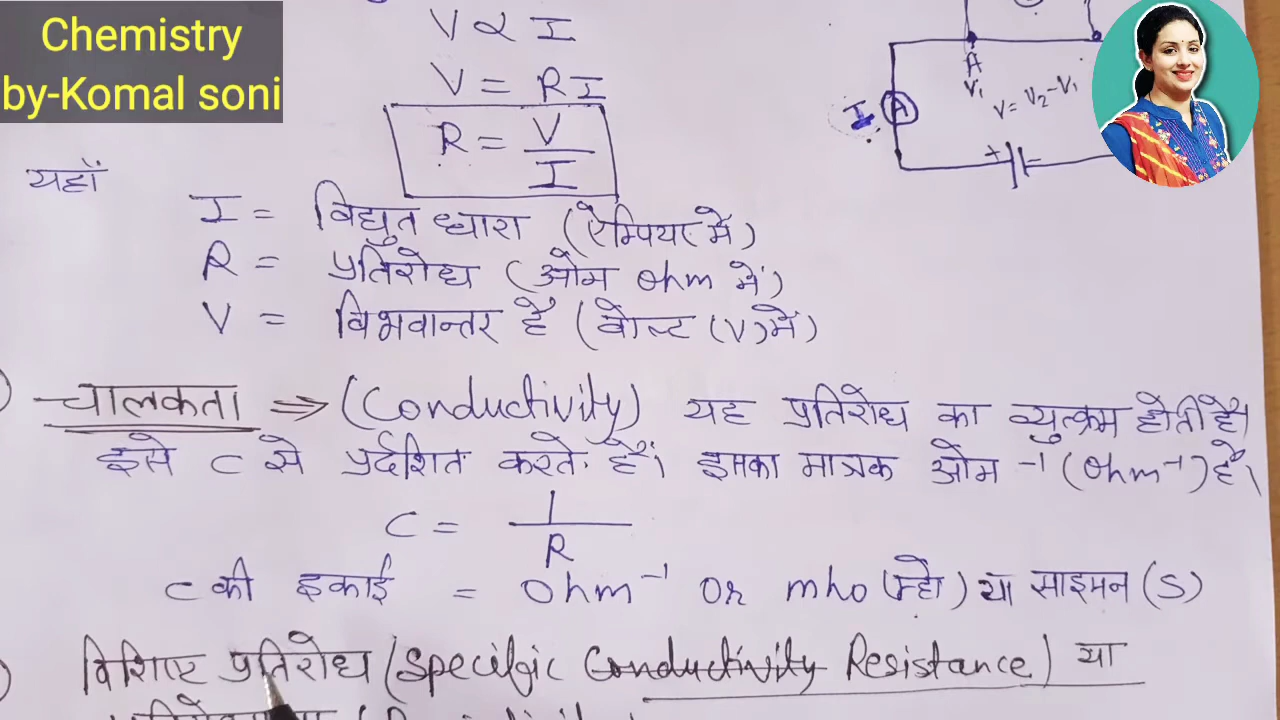 Chemistry
by-Komal soni
V ∝ I
V = RI
R = V/I
A
V₁
V = V₂-V₁
I
A
+ -
यहाँ
I = विद्युत धारा (ऐम्पियर में)
R = प्रतिरोध (ओम ohm में)
V = विभवान्तर है (वोल्ट (V) में)
चालकता ⇒ (Conductivity) यह प्रतिरोध का व्युत्क्रम होती है।
इसे C से प्रर्दशित करते हैं। इसका मात्रक ओम ⁻¹ (ohm⁻¹) है।
C = 1/R
C की इकाई = Ohm⁻¹ or mho (म्हो) या साइमन (S)
विशिष्ट प्रतिरोध (Specific Conductivity Resistance) या